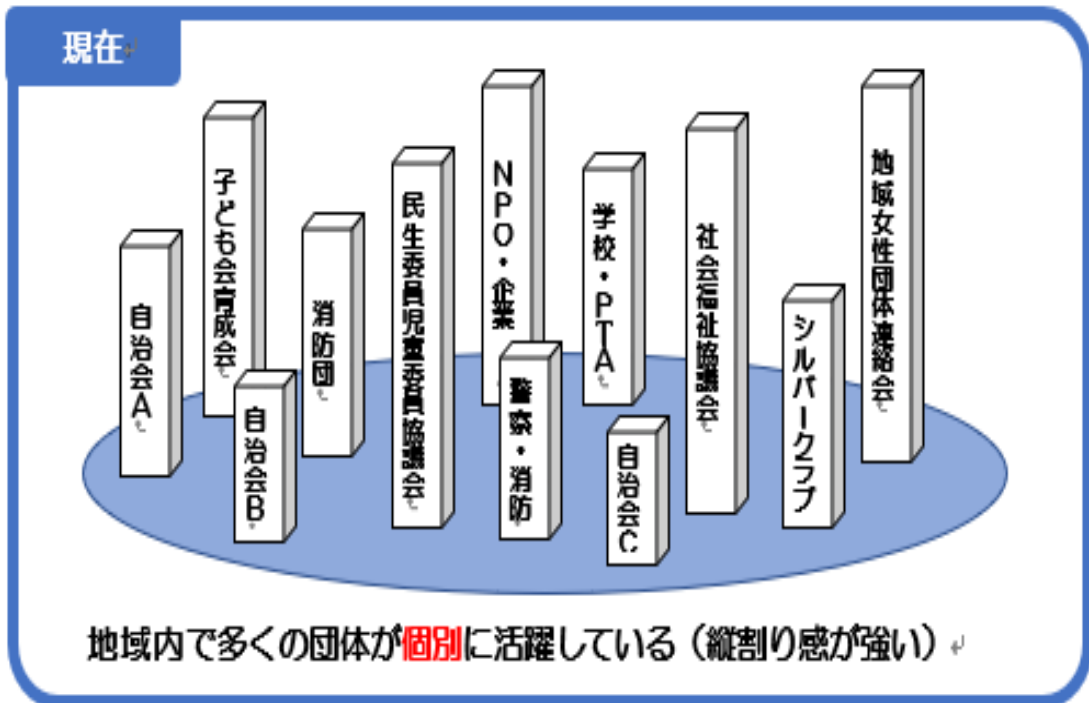 現在
自治会A
子ども会育成会
自治会B
消防団
民生委員児童委員協議会
NPO・企業
警察・消防
学校・PTA
自治会C
社会福祉協議会
シルバークラブ
地域女性団体連絡会
地域内で多くの団体が個別に活躍している（縦割り感が強い）